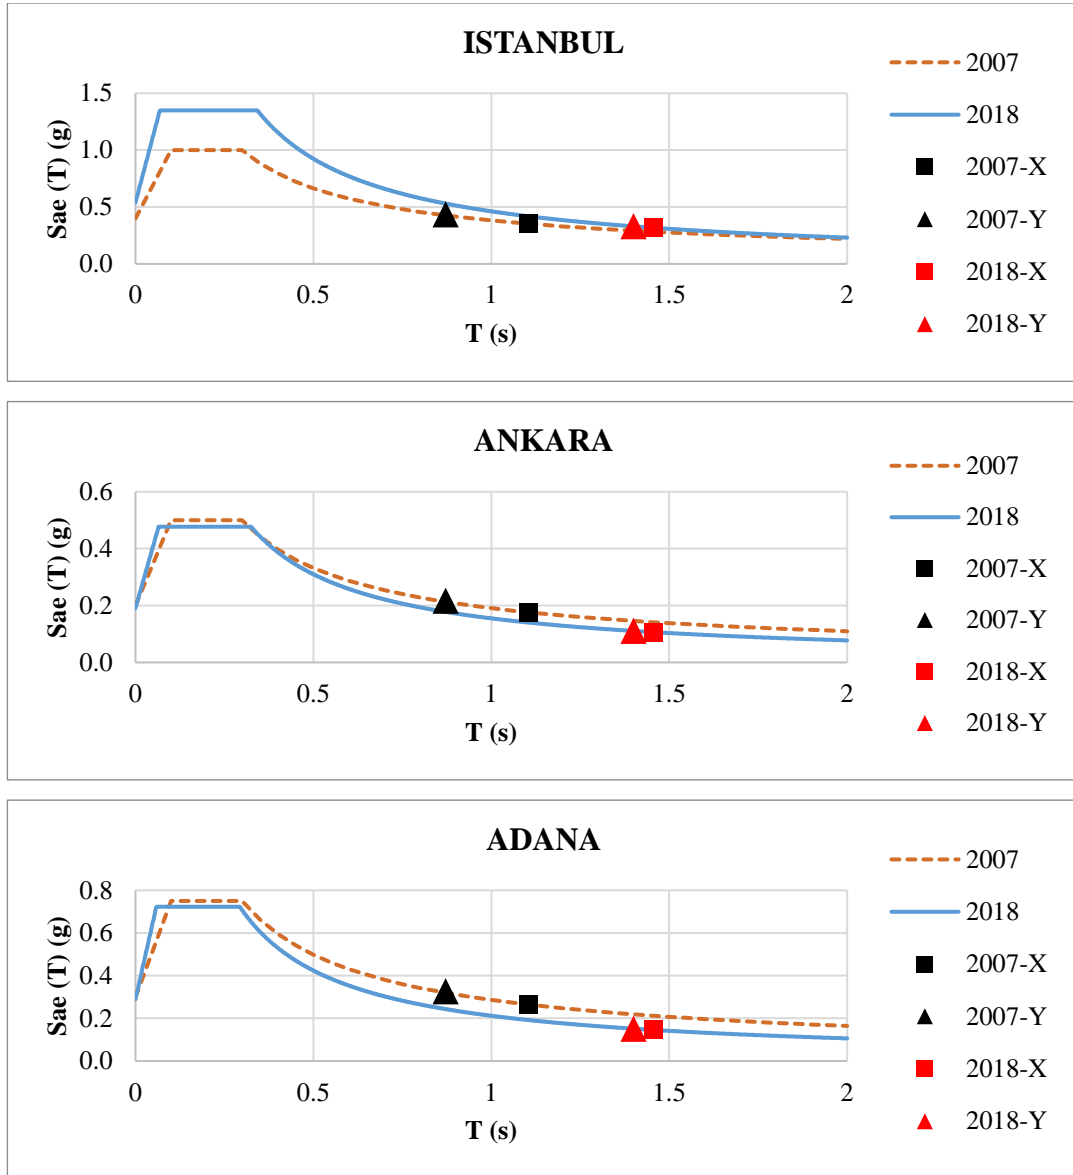 ISTANBUL
Sae (T) (g)
1.5
1.0
0.5
0.0
0 0.5 1 1.5 2
T (s)
2007
2018
2007-X
2007-Y
2018-X
2018-Y
ANKARA
Sae (T) (g)
0.6
0.4
0.2
0.0
0 0.5 1 1.5 2
T (s)
2007
2018
2007-X
2007-Y
2018-X
2018-Y
ADANA
Sae (T) (g)
0.8
0.6
0.4
0.2
0.0
0 0.5 1 1.5 2
T (s)
2007
2018
2007-X
2007-Y
2018-X
2018-Y